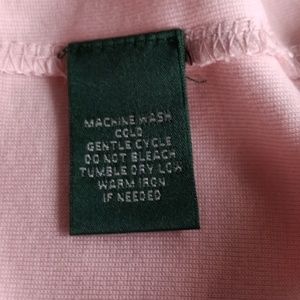 MACHINE WASH
COLD
GENTLE CYCLE
DO NOT BLEACH
TUMBLE DRY LOW
WARM IRON
IF NEEDED